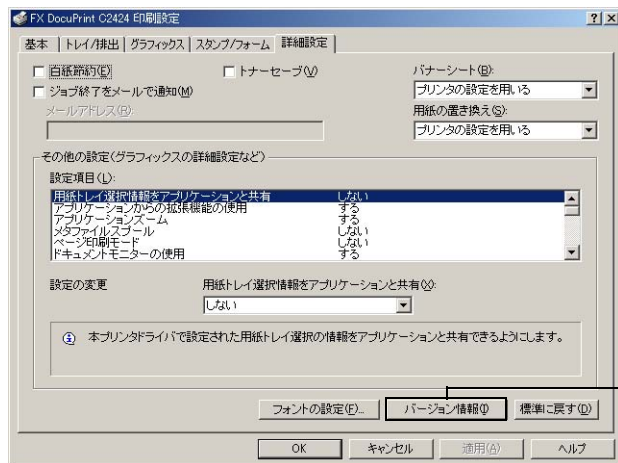 FX DocuPrint C2424 印刷設定
基本 トレイ/排出 グラフィックス スタンプ/フォーム 詳細設定
白紙節約(E) トナーセーブ(V) バナーシート(B):
ジョブ終了をメールで通知(M) プリンタの設定を用いる
メールアドレス(R): 用紙の置き換え(S):
プリンタの設定を用いる
その他の設定(グラフィックスの詳細設定など)
設定項目(L):
用紙トレイ選択情報をアプリケーションと共有 しない
アプリケーションからの拡張機能の使用 する
アプリケーションズーム する
メタファイルスプール しない
ページ印刷モード しない
ドキュメントモニターの使用 する
設定の変更 用紙トレイ選択情報をアプリケーションと共有(X):
しない
本プリンタドライバで設定された用紙トレイ選択の情報をアプリケーションと共有できるようにします。
フォントの設定(F)... バージョン情報(I) 標準に戻す(D)
OK キャンセル 適用(A) ヘルプ